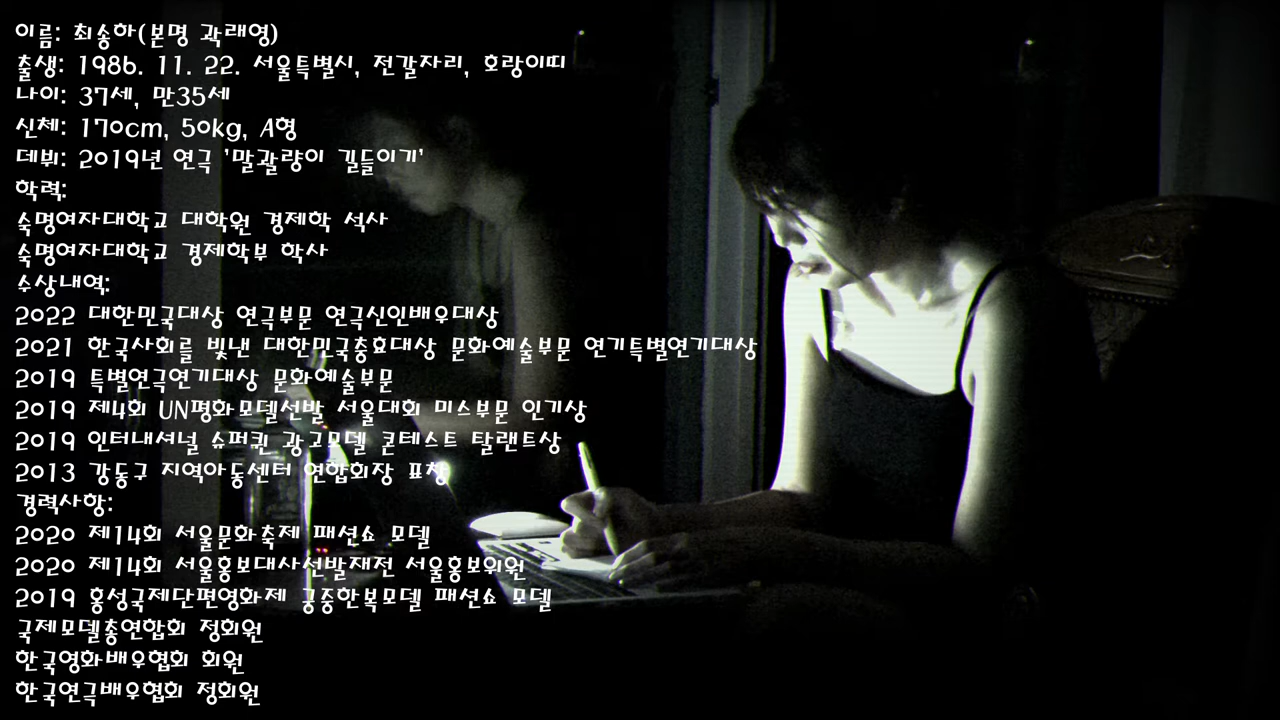 이름: 최송하(본명 곽래영)
출생: 1986. 11. 22. 서울특별시, 전갈자리, 호랑이띠
나이: 37세, 만35세
신체: 170cm, 50kg, A형
데뷔: 2019년 연극 '말괄량이 길들이기'
학력:
숙명여자대학교 대학원 경제학 석사
숙명여자대학교 경제학부 학사
수상내역:
2022 대한민국대상 연극부문 연극신인배우대상
2021 한국사회를 빛낸 대한민국충효대상 문화예술부문 연기특별연기대상
2019 특별연극연기대상 문화예술부문
2019 제4회 UN평화모델선발 서울대회 미스부문 인기상
2019 인터내셔널 슈퍼퀸 광고모델 콘테스트 탈랜트상
2013 강동구 지역아동센터 연합회장 표창
경력사항:
2020 제14회 서울문화축제 패션쇼 모델
2020 제14회 서울홍보대사선발재전 서울홍보위원
2019 홍성국제단편영화제 궁중한복모델 패션쇼 모델
국제모델총연합회 정회원
한국영화배우협회 회원
한국연극배우협회 정회원